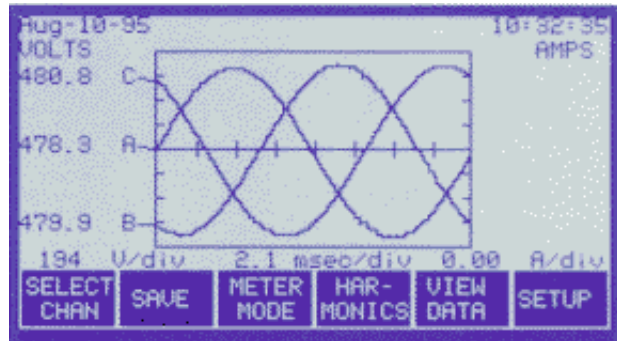 Aug-10-95 10:32:35
VOLTS AMPS
480.8 C
478.3 A
479.9 B
194 V/div 2.1 msec/div 0.00 A/div
SELECT CHAN
SAVE
METER MODE
HAR-MONICS
VIEW DATA
SETUP